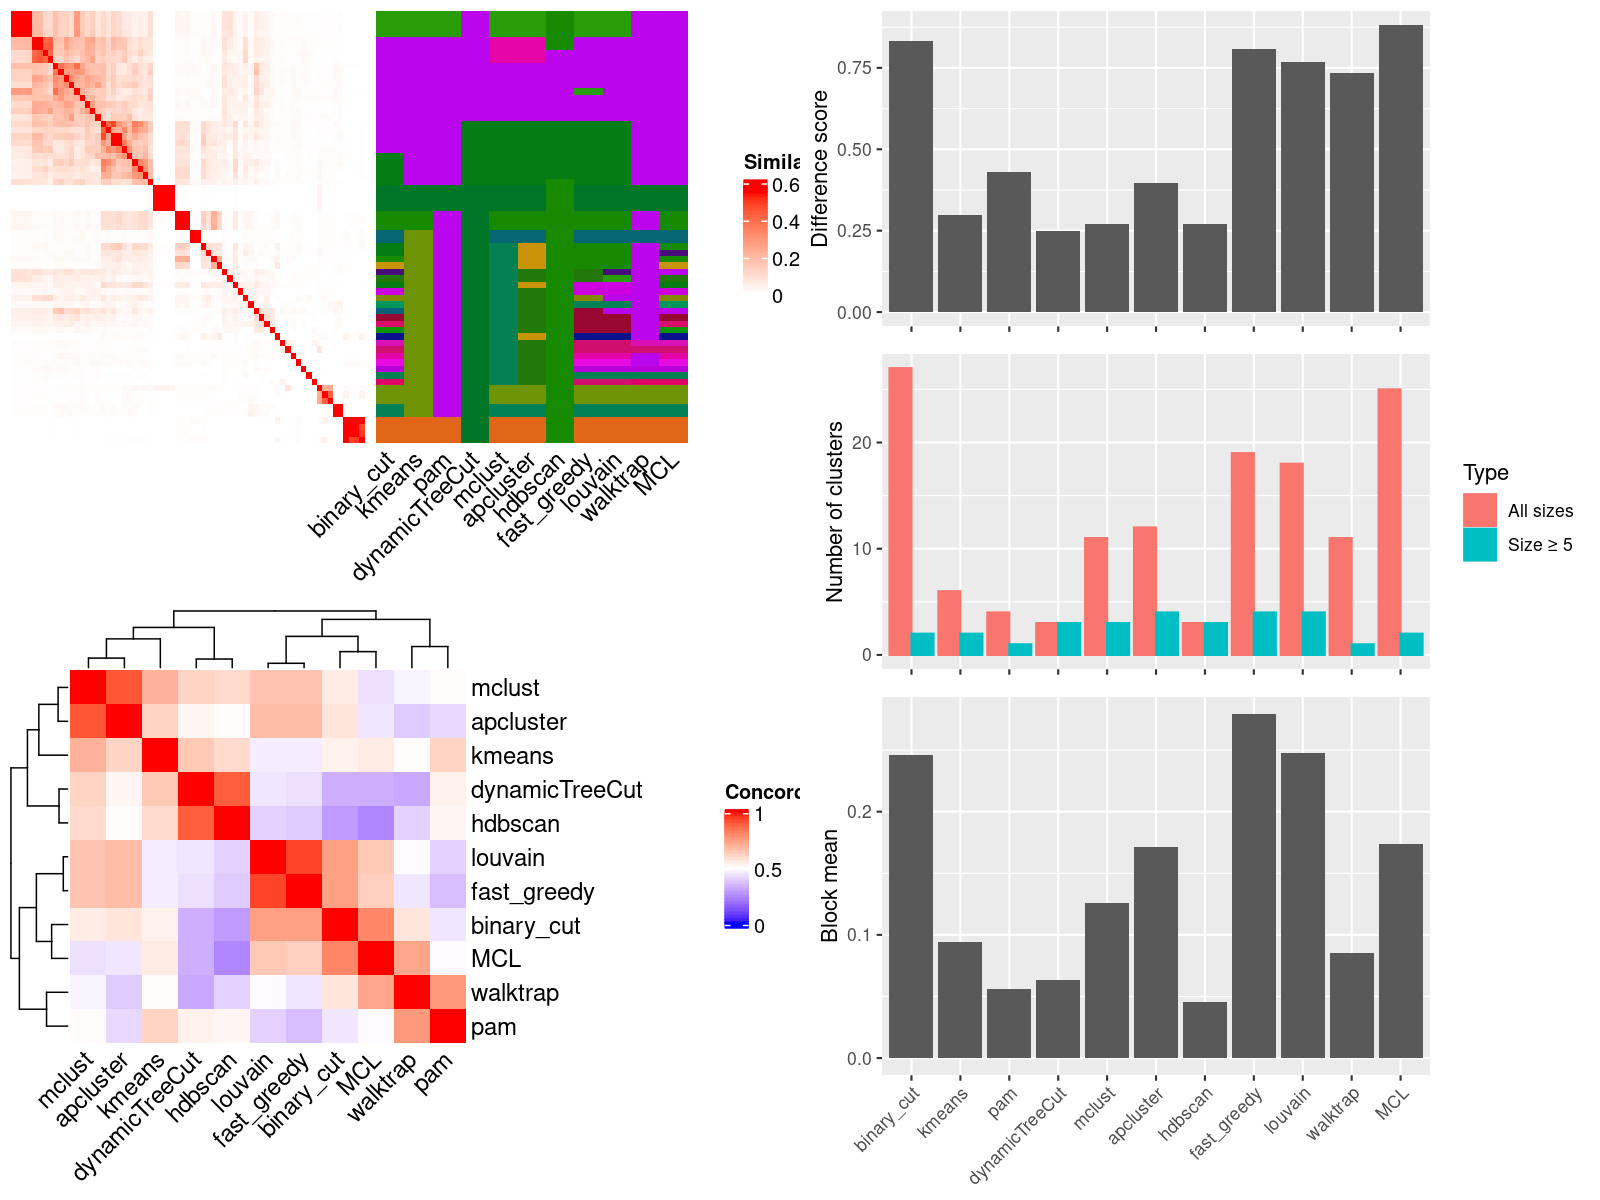 Simila
0.6
0.4
0.2
0
binary_cut
kmeans
pam
dynamicTreeCut
mclust
apcluster
hdbscan
fast_greedy
louvain
walktrap
MCL
mclust
apcluster
kmeans
dynamicTreeCut
hdbscan
louvain
fast_greedy
binary_cut
MCL
walktrap
pam
mclust
apcluster
kmeans
dynamicTreeCut
hdbscan
louvain
fast_greedy
binary_cut
MCL
walktrap
pam
Concord
1
0.5
0
Difference score
0.75
0.50
0.25
0.00
Number of clusters
20
10
0
Type
All sizes
Size ≥ 5
Block mean
0.2
0.1
0.0
binary_cut
kmeans
pam
dynamicTreeCut
mclust
apcluster
hdbscan
fast_greedy
louvain
walktrap
MCL